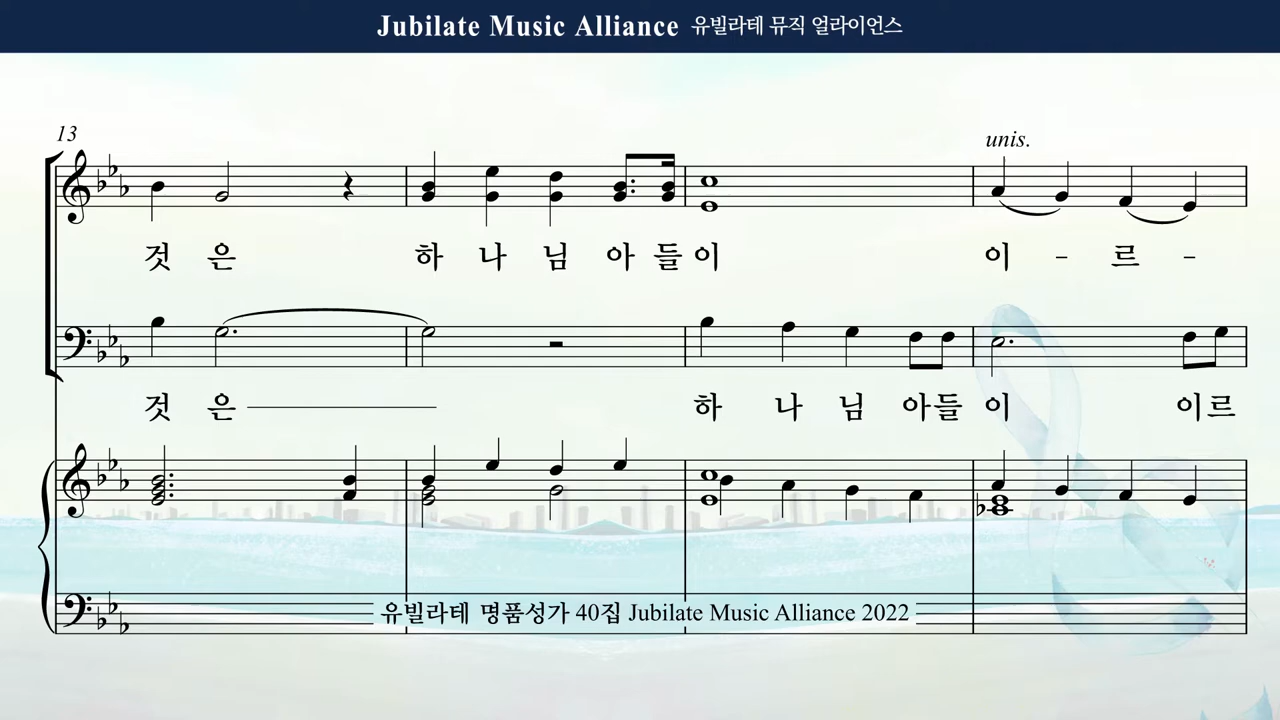 Jubilate Music Alliance 유빌라테 뮤직 얼라이언스
13
unis.
것 은 하 나 님 아 들 이 이 - 르 -
것 은 하 나 님 아들 이 이르
유빌라테 명품성가 40집 Jubilate Music Alliance 2022